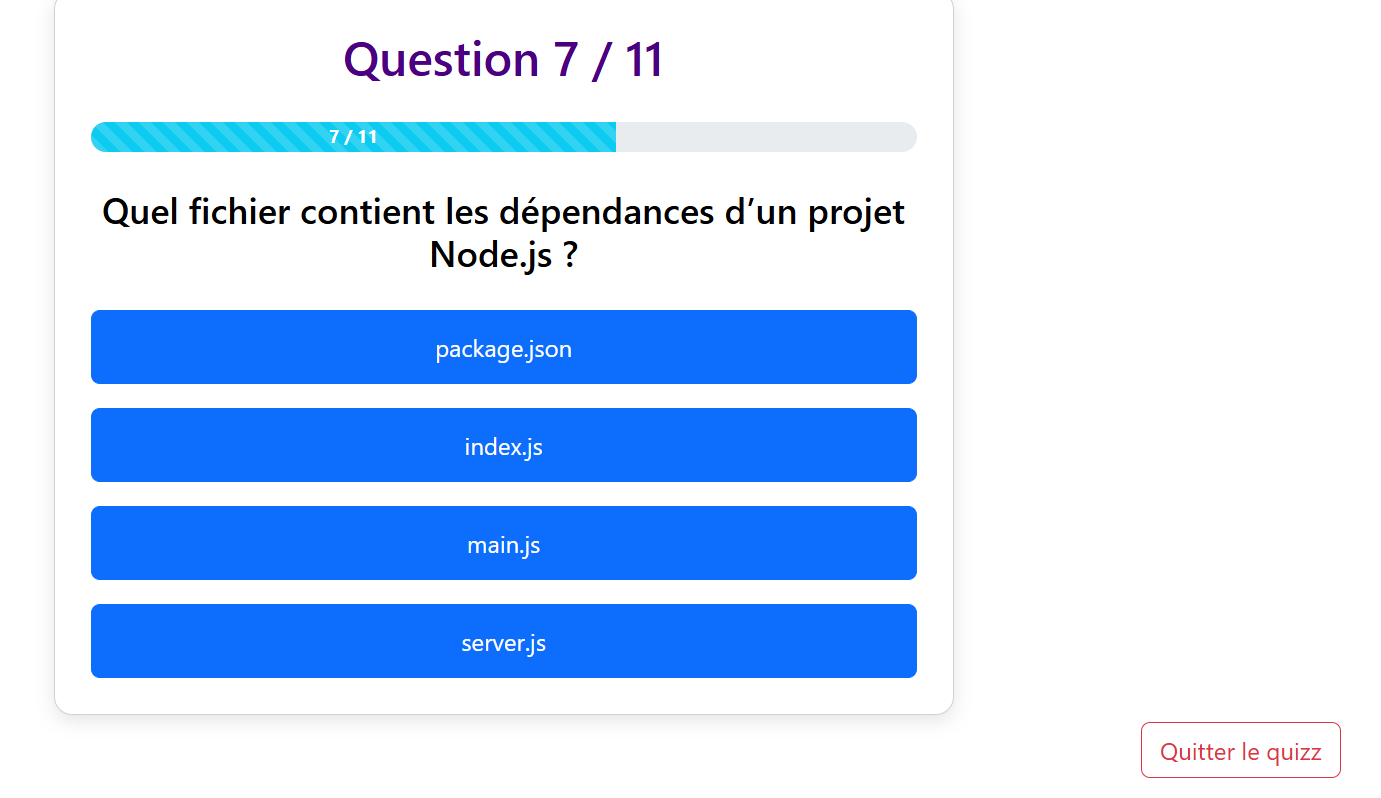 Question 7 / 11
7 / 11
Quel fichier contient les dépendances d’un projet
Node.js ?
package.json
index.js
main.js
server.js
Quitter le quizz